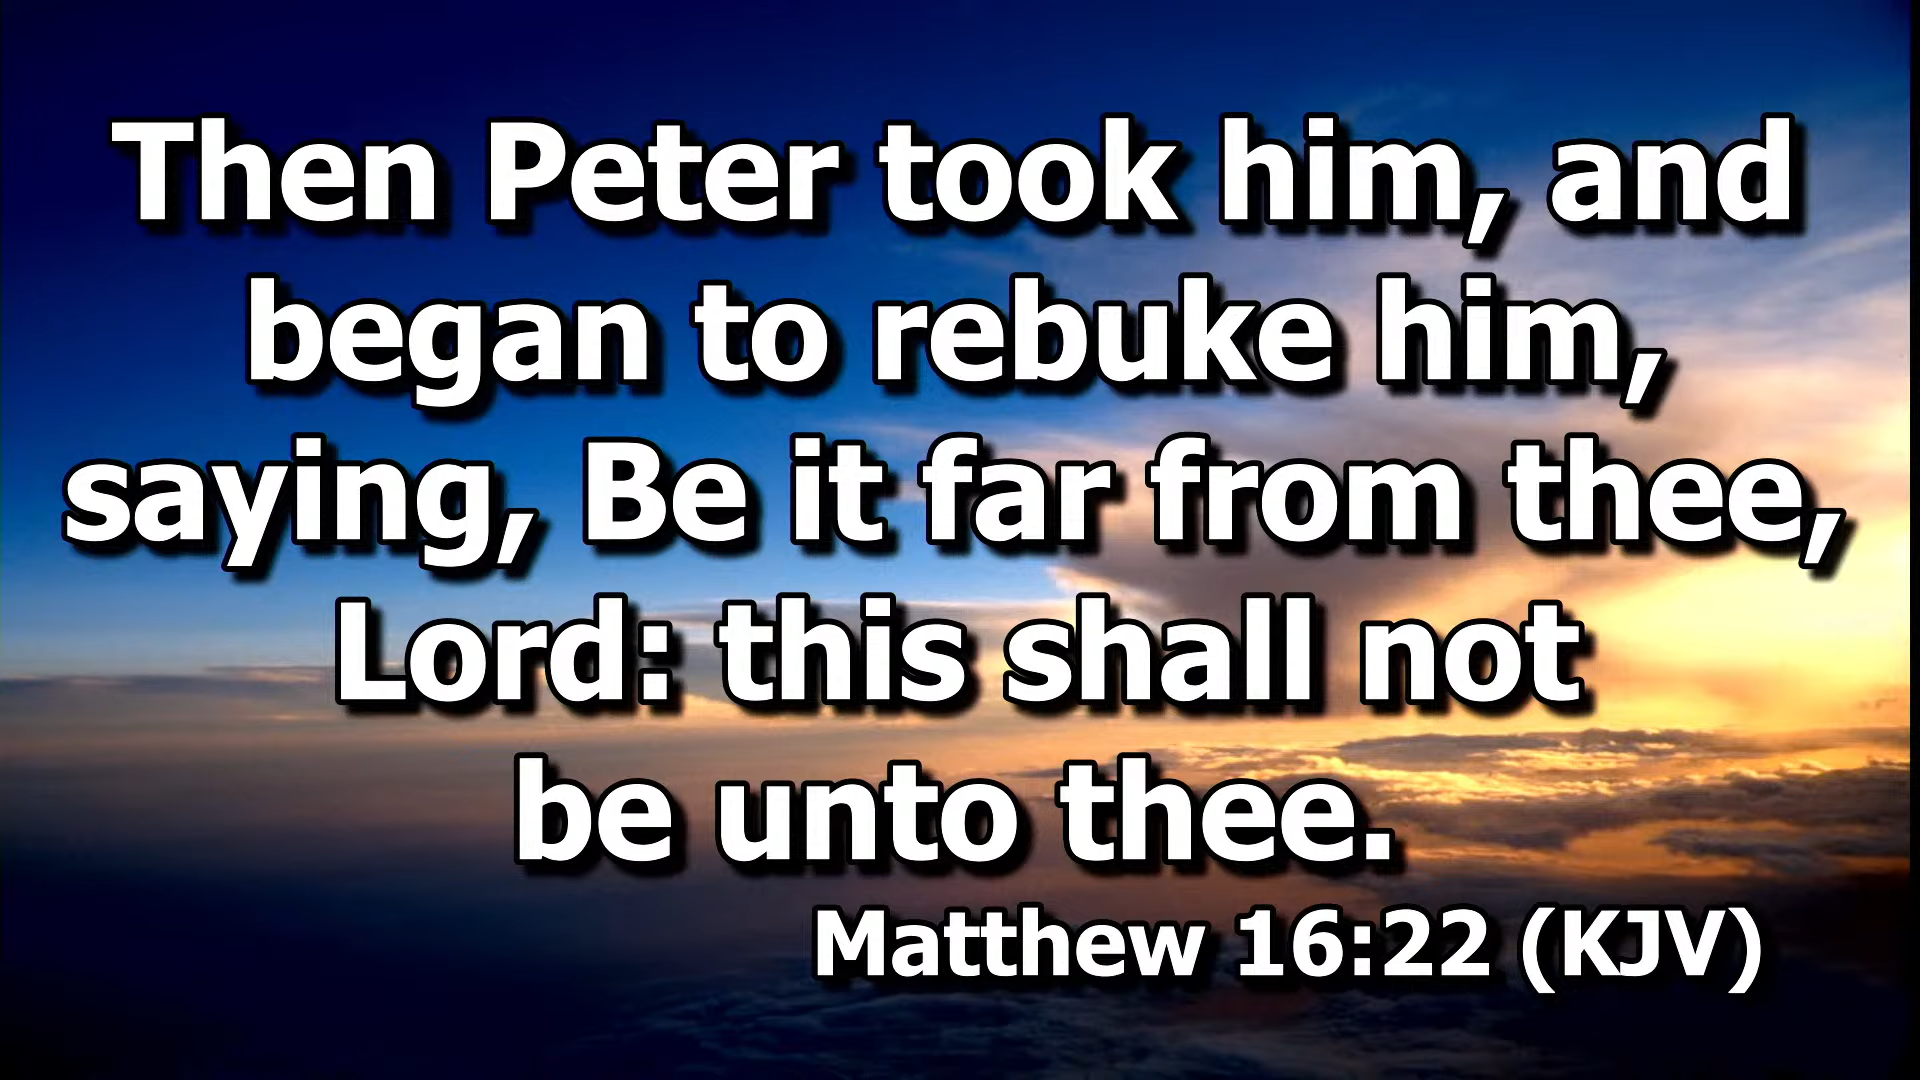 Then Peter took him, and
began to rebuke him,
saying, Be it far from thee,
Lord: this shall not
be unto thee.
Matthew 16:22 (KJV)